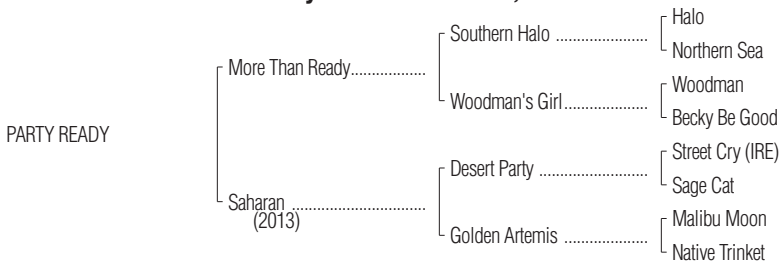 Halo
Southern Halo ......................
Northern Sea
More Than Ready..................
Woodman
Woodman's Girl....................
Becky Be Good
PARTY READY
Street Cry (IRE)
Desert Party ..........................
Sage Cat
Saharan ................................
(2013)
Malibu Moon
Golden Artemis ....................
Native Trinket